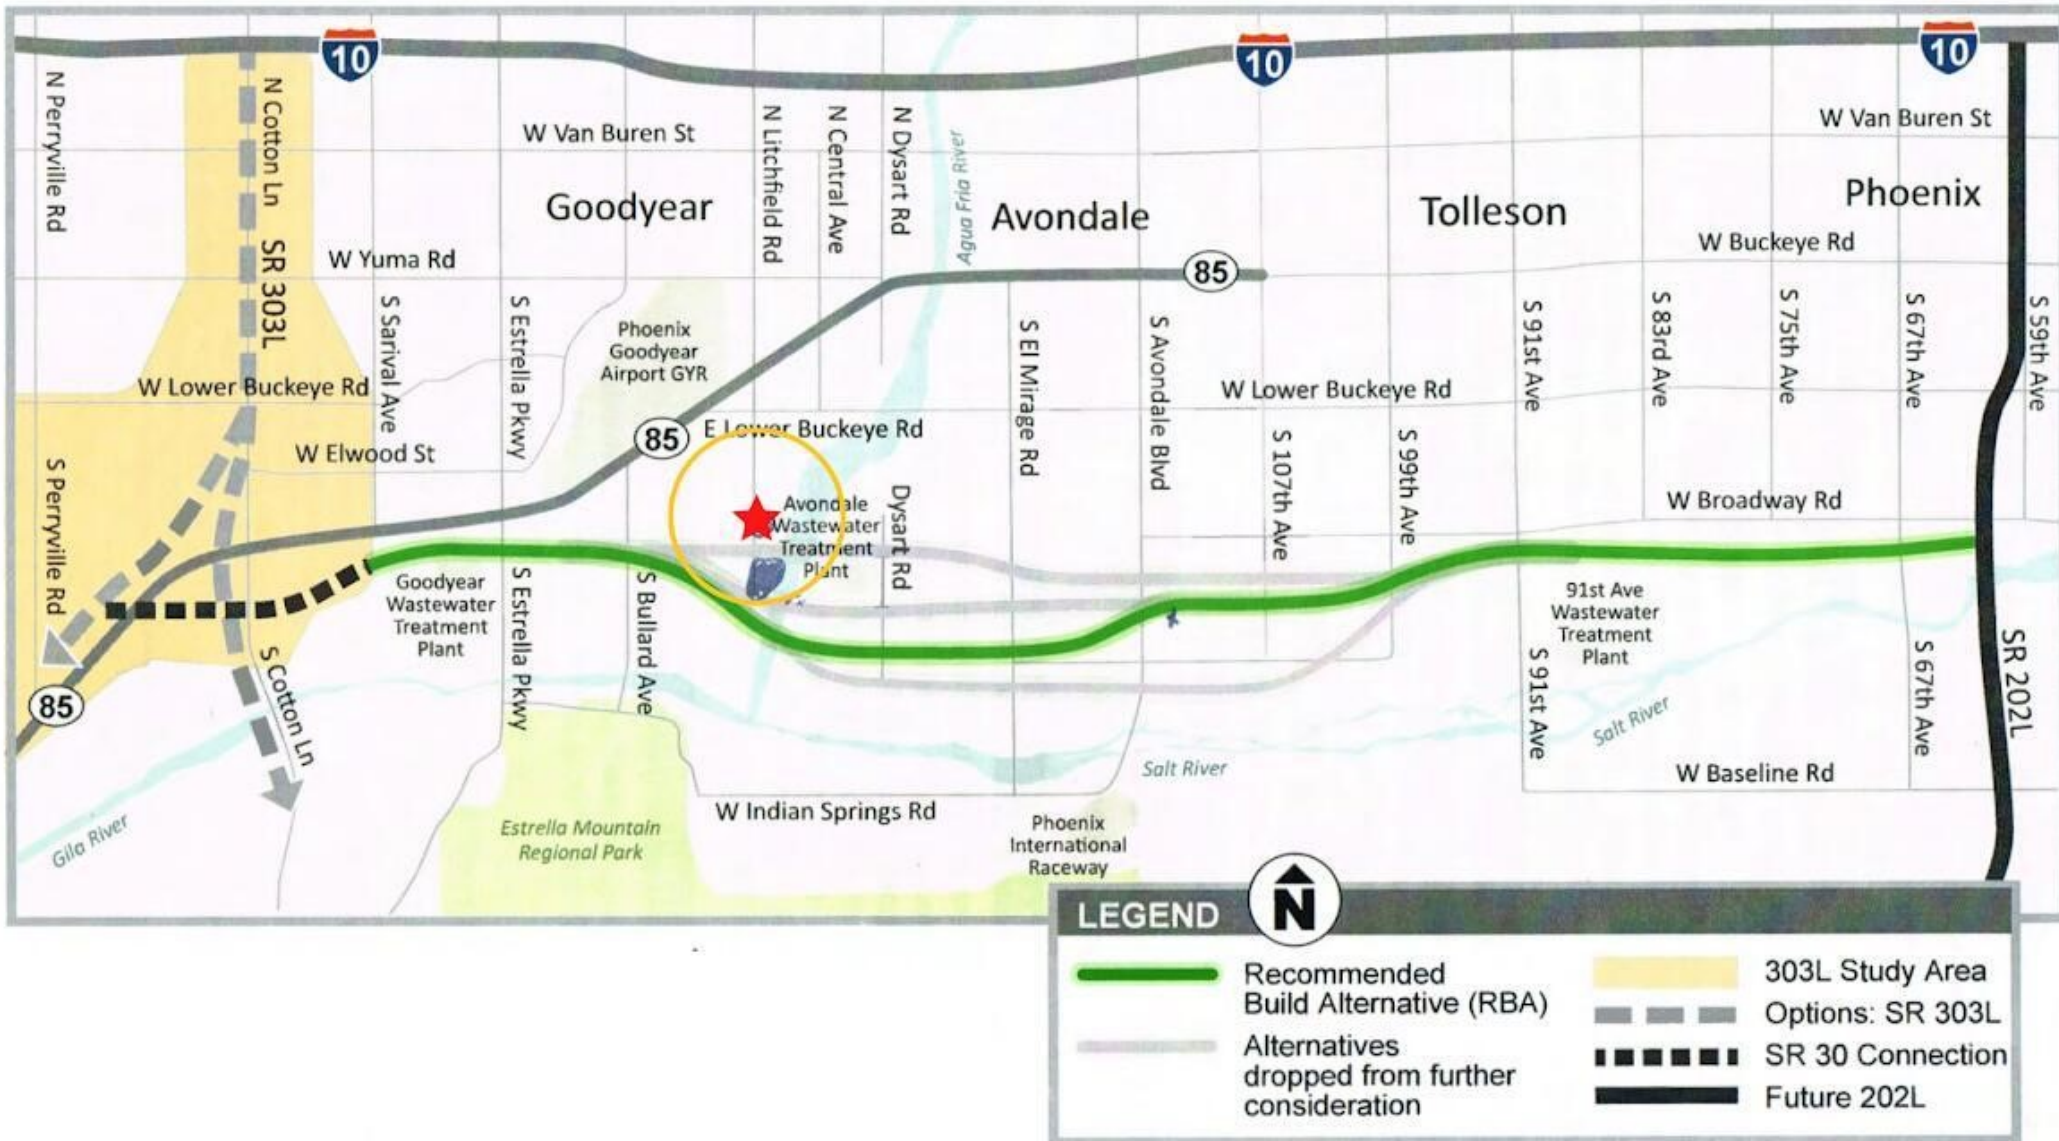 10
10
10
N Perryville Rd
N Cotton Ln
SR 303L
W Van Buren St
N Litchfield Rd
N Central Ave
N Dysart Rd
Agua Fria River
W Van Buren St
Goodyear
Avondale
Tolleson
Phoenix
W Yuma Rd
85
W Buckeye Rd
S Sarival Ave
S Estrella Pkwy
Phoenix
Goodyear
Airport GYR
S El Mirage Rd
S Avondale Blvd
S 91st Ave
S 83rd Ave
S 75th Ave
S 67th Ave
S 59th Ave
W Lower Buckeye Rd
W Lower Buckeye Rd
85
E Lower Buckeye Rd
W Elwood St
S 107th Ave
S 99th Ave
S Perryville Rd
Avondale
Wastewater
Treatment
Plant
Dysart Rd
W Broadway Rd
Goodyear
Wastewater
Treatment
Plant
S Estrella Pkwy
S Bullard Ave
91st Ave
Wastewater
Treatment
Plant
S Cotton Ln
S 91st Ave
S 67th Ave
SR 202L
85
Salt River
Salt River
W Baseline Rd
Gila River
Estrella Mountain
Regional Park
W Indian Springs Rd
Phoenix
International
Raceway
LEGEND
N
Recommended
Build Alternative (RBA)
Alternatives
dropped from further
consideration
303L Study Area
Options: SR 303L
SR 30 Connection
Future 202L